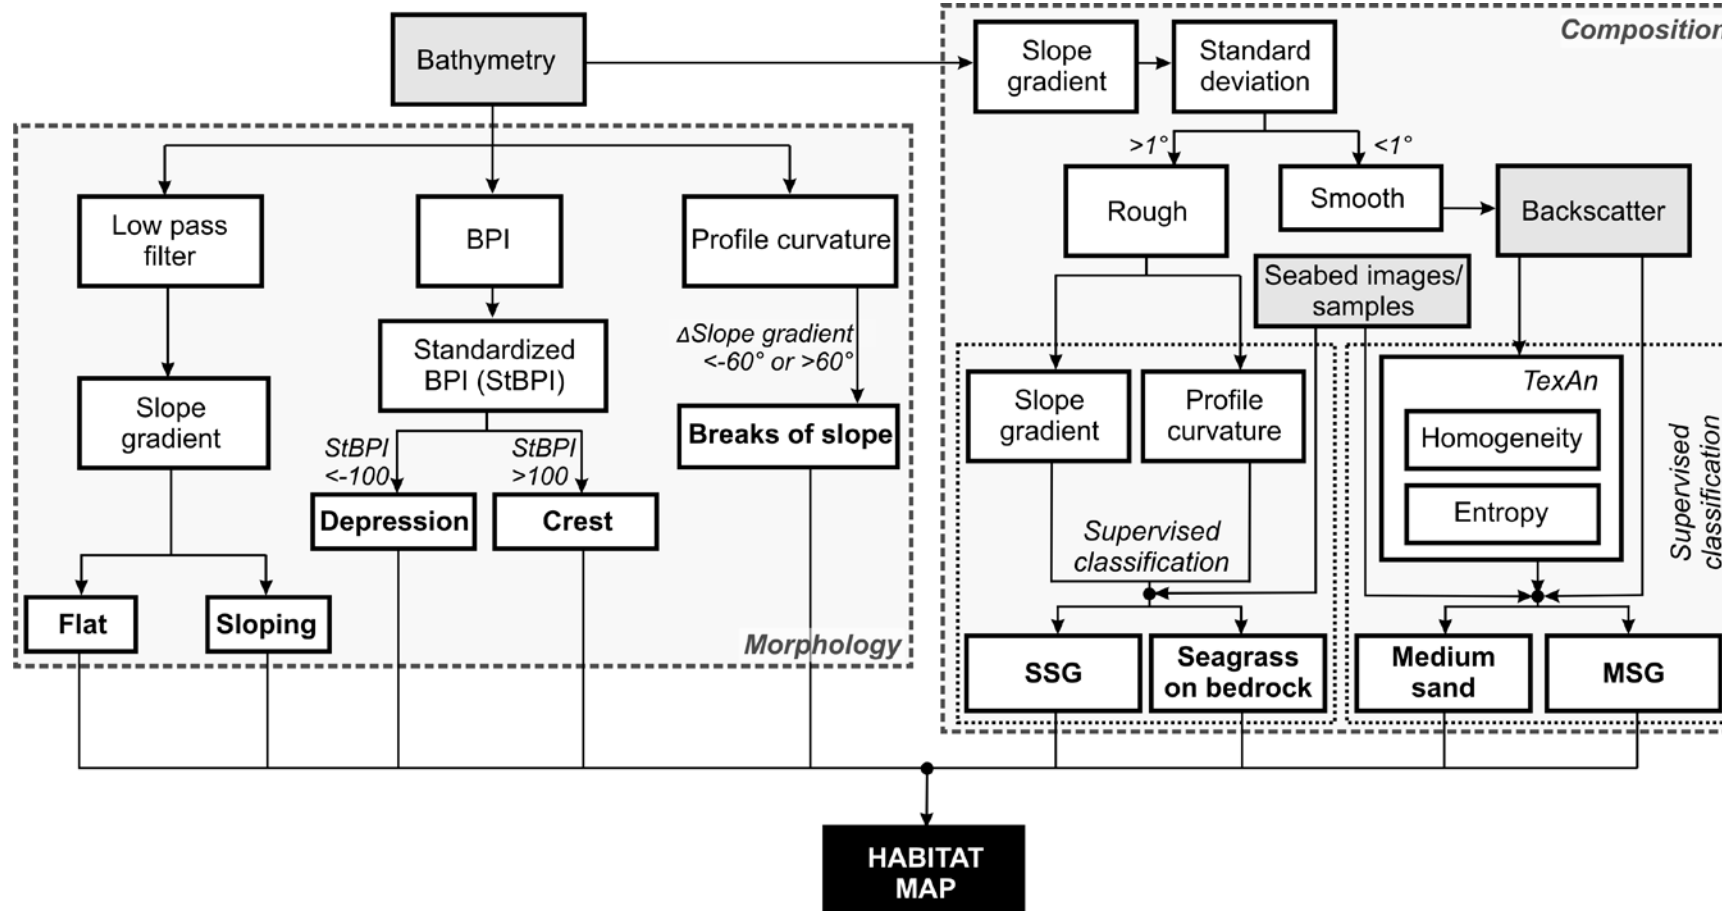 Composition
Bathymetry
Slope
gradient
Standard
deviation
>1°
<1°
Low pass
filter
BPI
Profile curvature
Rough
Smooth
Backscatter
Seabed images/
samples
ΔSlope gradient
<-60° or >60°
Standardized
BPI (StBPI)
Slope
gradient
Breaks of slope
StBPI
<-100
StBPI
>100
Depression
Crest
Flat
Sloping
Morphology
Slope
gradient
Profile
curvature
Supervised
classification
TexAn
Homogeneity
Entropy
Supervised
classification
SSG
Seagrass
on bedrock
Medium
sand
MSG
HABITAT
MAP